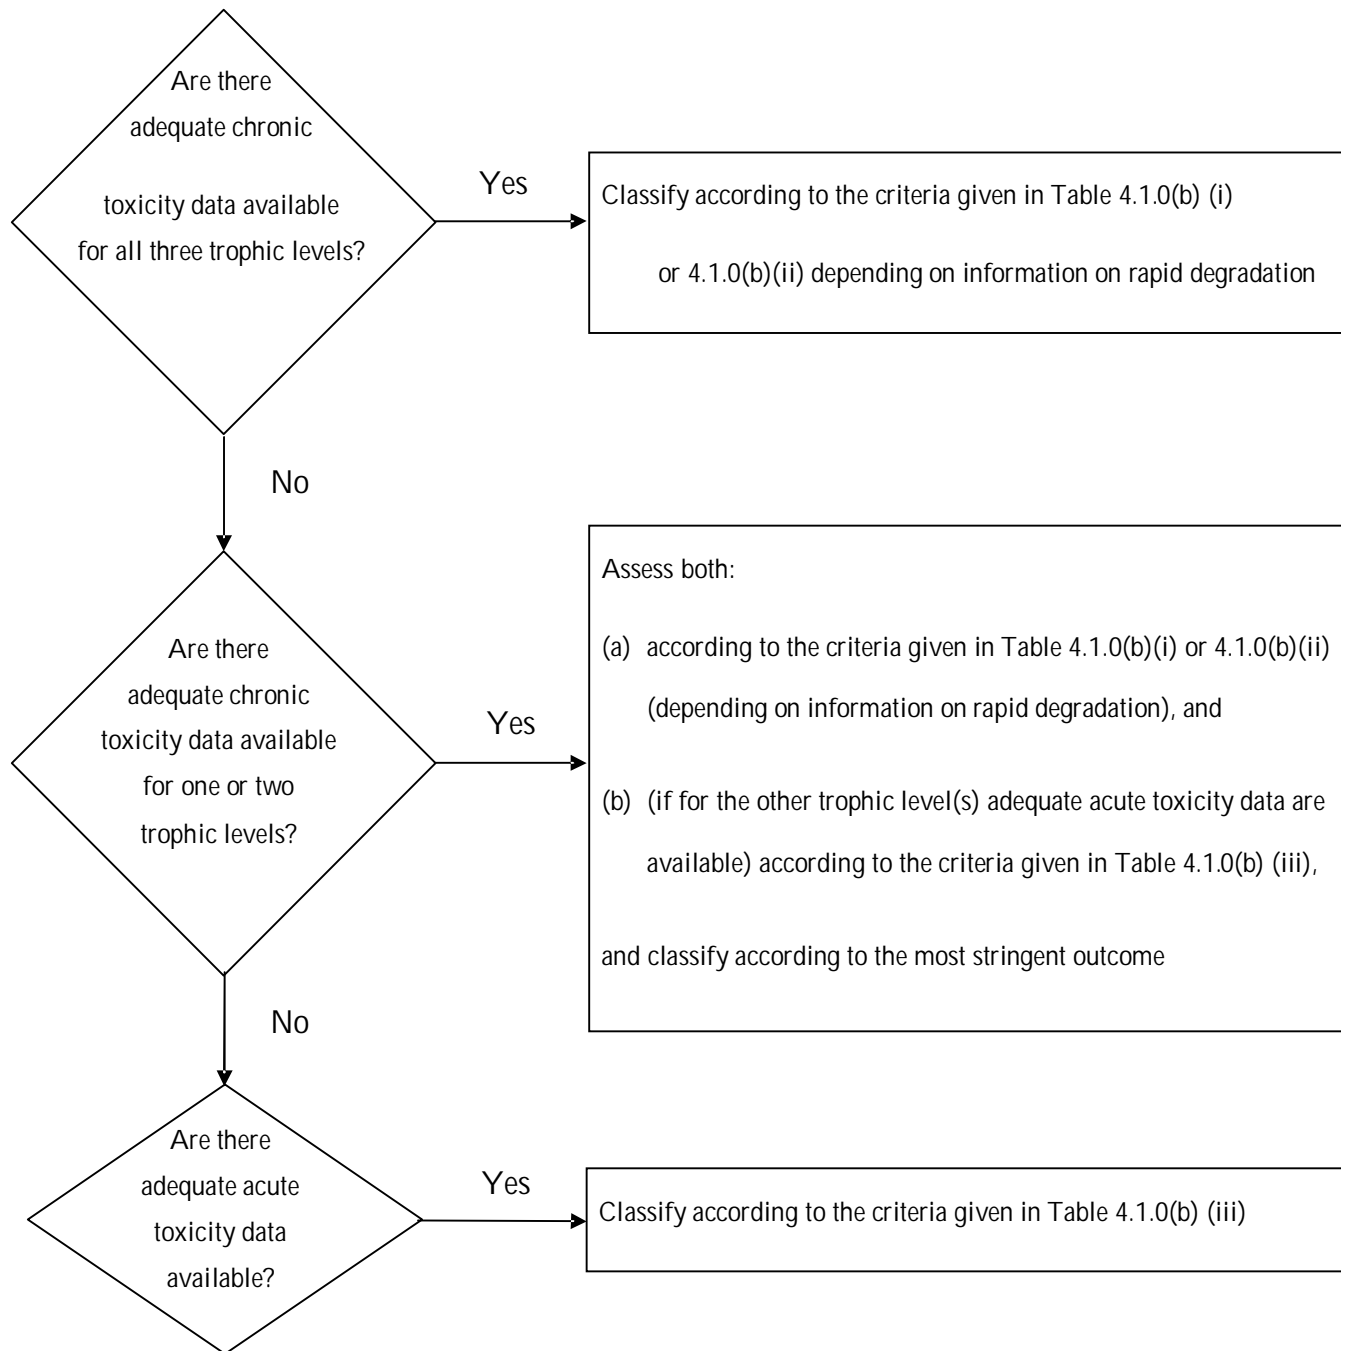 Are there
adequate chronic
toxicity data available
for all three trophic levels?
Yes
Classify according to the criteria given in Table 4.1.0(b) (i)
or 4.1.0(b)(ii) depending on information on rapid degradation
No
Are there
adequate chronic
toxicity data available
for one or two
trophic levels?
Yes
Assess both:
(a) according to the criteria given in Table 4.1.0(b)(i) or 4.1.0(b)(ii)
(depending on information on rapid degradation), and
(b) (if for the other trophic level(s) adequate acute toxicity data are
available) according to the criteria given in Table 4.1.0(b) (iii),
and classify according to the most stringent outcome
No
Are there
adequate acute
toxicity data
available?
Yes
Classify according to the criteria given in Table 4.1.0(b) (iii)